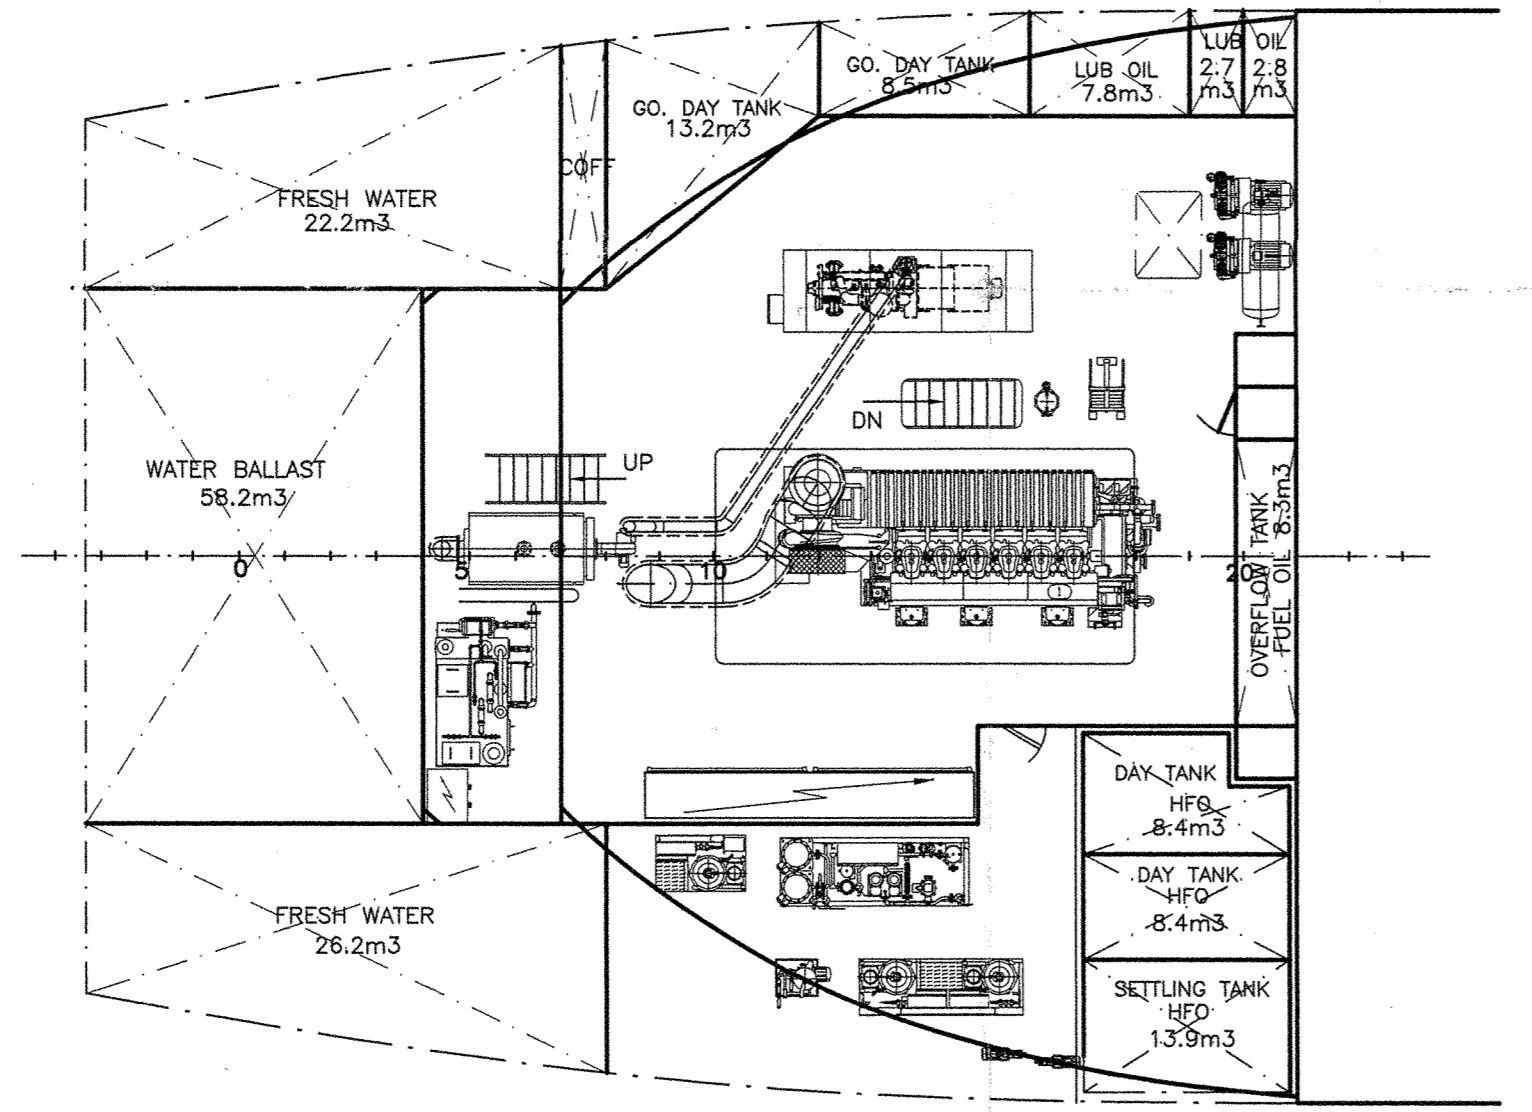 LUB OIL
2.7 2.8
m3 m3
GO. DAY TANK
8.5m3
LUB OIL
7.8m3
GO. DAY TANK
13.2m3
COFF
FRESH WATER
22.2m3
DN
UP
WATER BALLAST
58.2m3
0
5
10
20
1
OVERFLOW TANK
FUEL OIL 8.3m3
DAY TANK
HFO
8.4m3
DAY TANK
HFO
8.4m3
FRESH WATER
26.2m3
SETTLING TANK
HFO
13.9m3